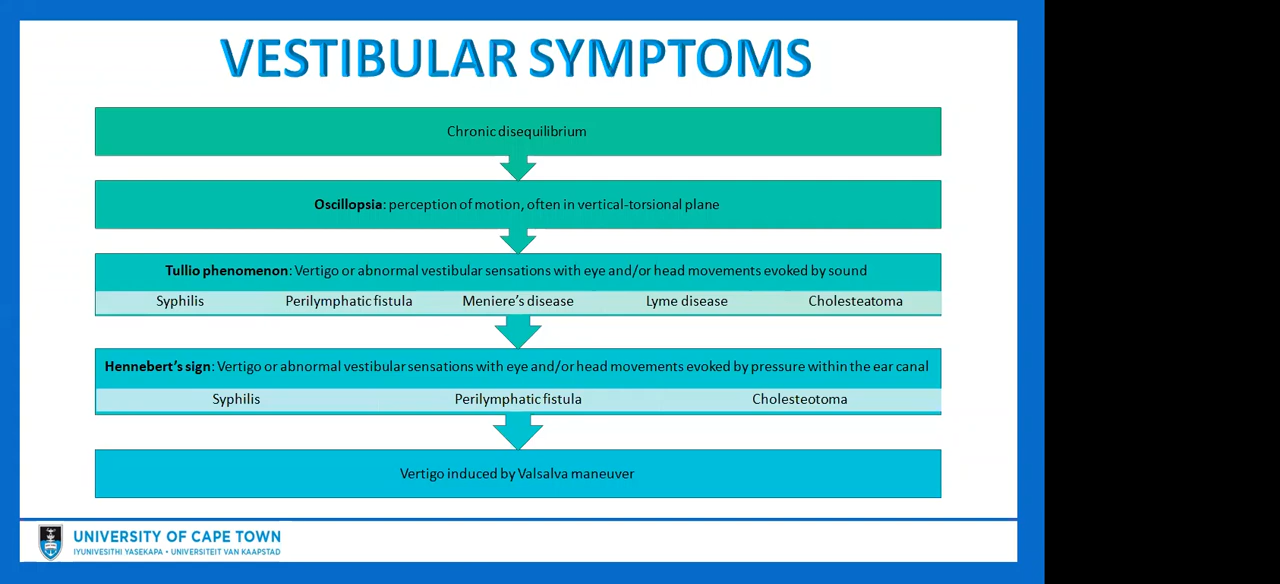 VESTIBULAR SYMPTOMS
Chronic disequilibrium
Oscillopsia: perception of motion, often in vertical-torsional plane
Tullio phenomenon: Vertigo or abnormal vestibular sensations with eye and/or head movements evoked by sound
Syphilis Perilymphatic fistula Meniere's disease Lyme disease Cholesteatoma
Hennebert's sign: Vertigo or abnormal vestibular sensations with eye and/or head movements evoked by pressure within the ear canal
Syphilis Perilymphatic fistula Cholesteotoma
Vertigo induced by Valsalva maneuver
UNIVERSITY OF CAPE TOWN
IYUNIVESITHI YASEKAPA • UNIVERSITEIT VAN KAAPSTAD